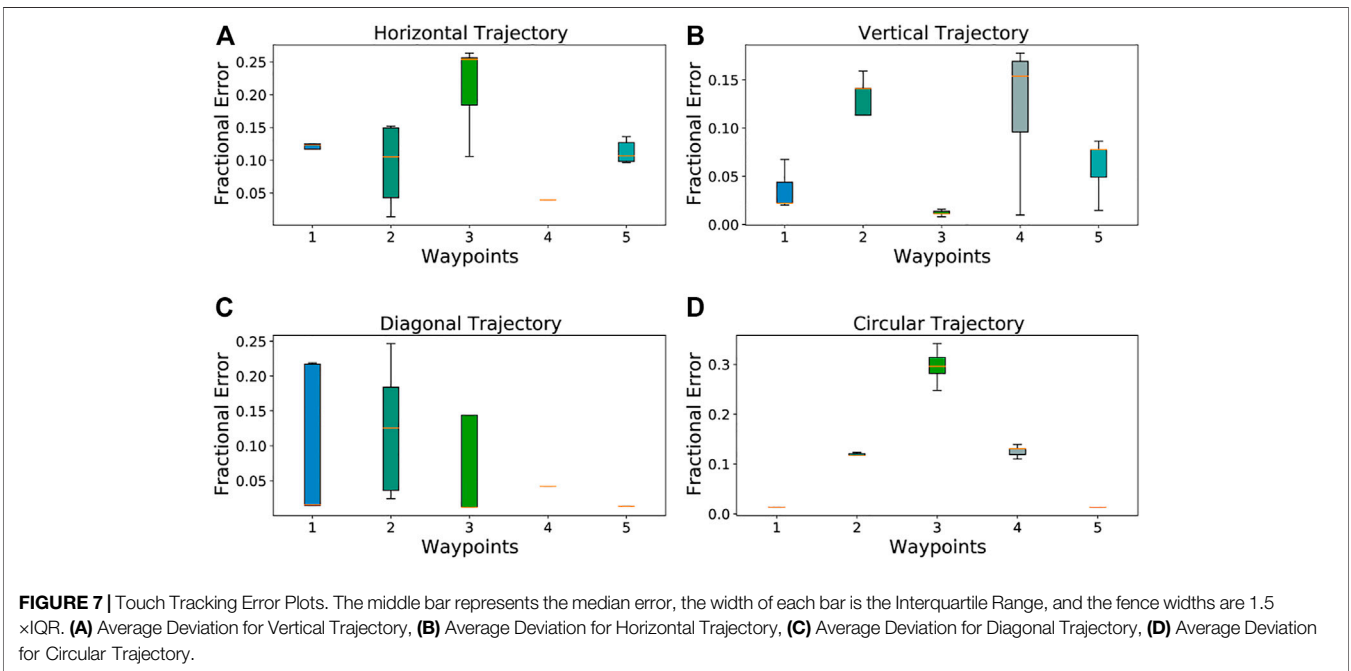 A
Horizontal Trajectory
Fractional Error
0.25
0.20
0.15
0.10
0.05
1 2 3 4 5
Waypoints
B
Vertical Trajectory
Fractional Error
0.15
0.10
0.05
0.00
1 2 3 4 5
Waypoints
C
Diagonal Trajectory
Fractional Error
0.25
0.20
0.15
0.10
0.05
1 2 3 4 5
Waypoints
D
Circular Trajectory
Fractional Error
0.3
0.2
0.1
0.0
1 2 3 4 5
Waypoints
FIGURE 7 | Touch Tracking Error Plots. The middle bar represents the median error, the width of each bar is the Interquartile Range, and the fence widths are 1.5
×IQR. (A) Average Deviation for Vertical Trajectory, (B) Average Deviation for Horizontal Trajectory, (C) Average Deviation for Diagonal Trajectory, (D) Average Deviation
for Circular Trajectory.